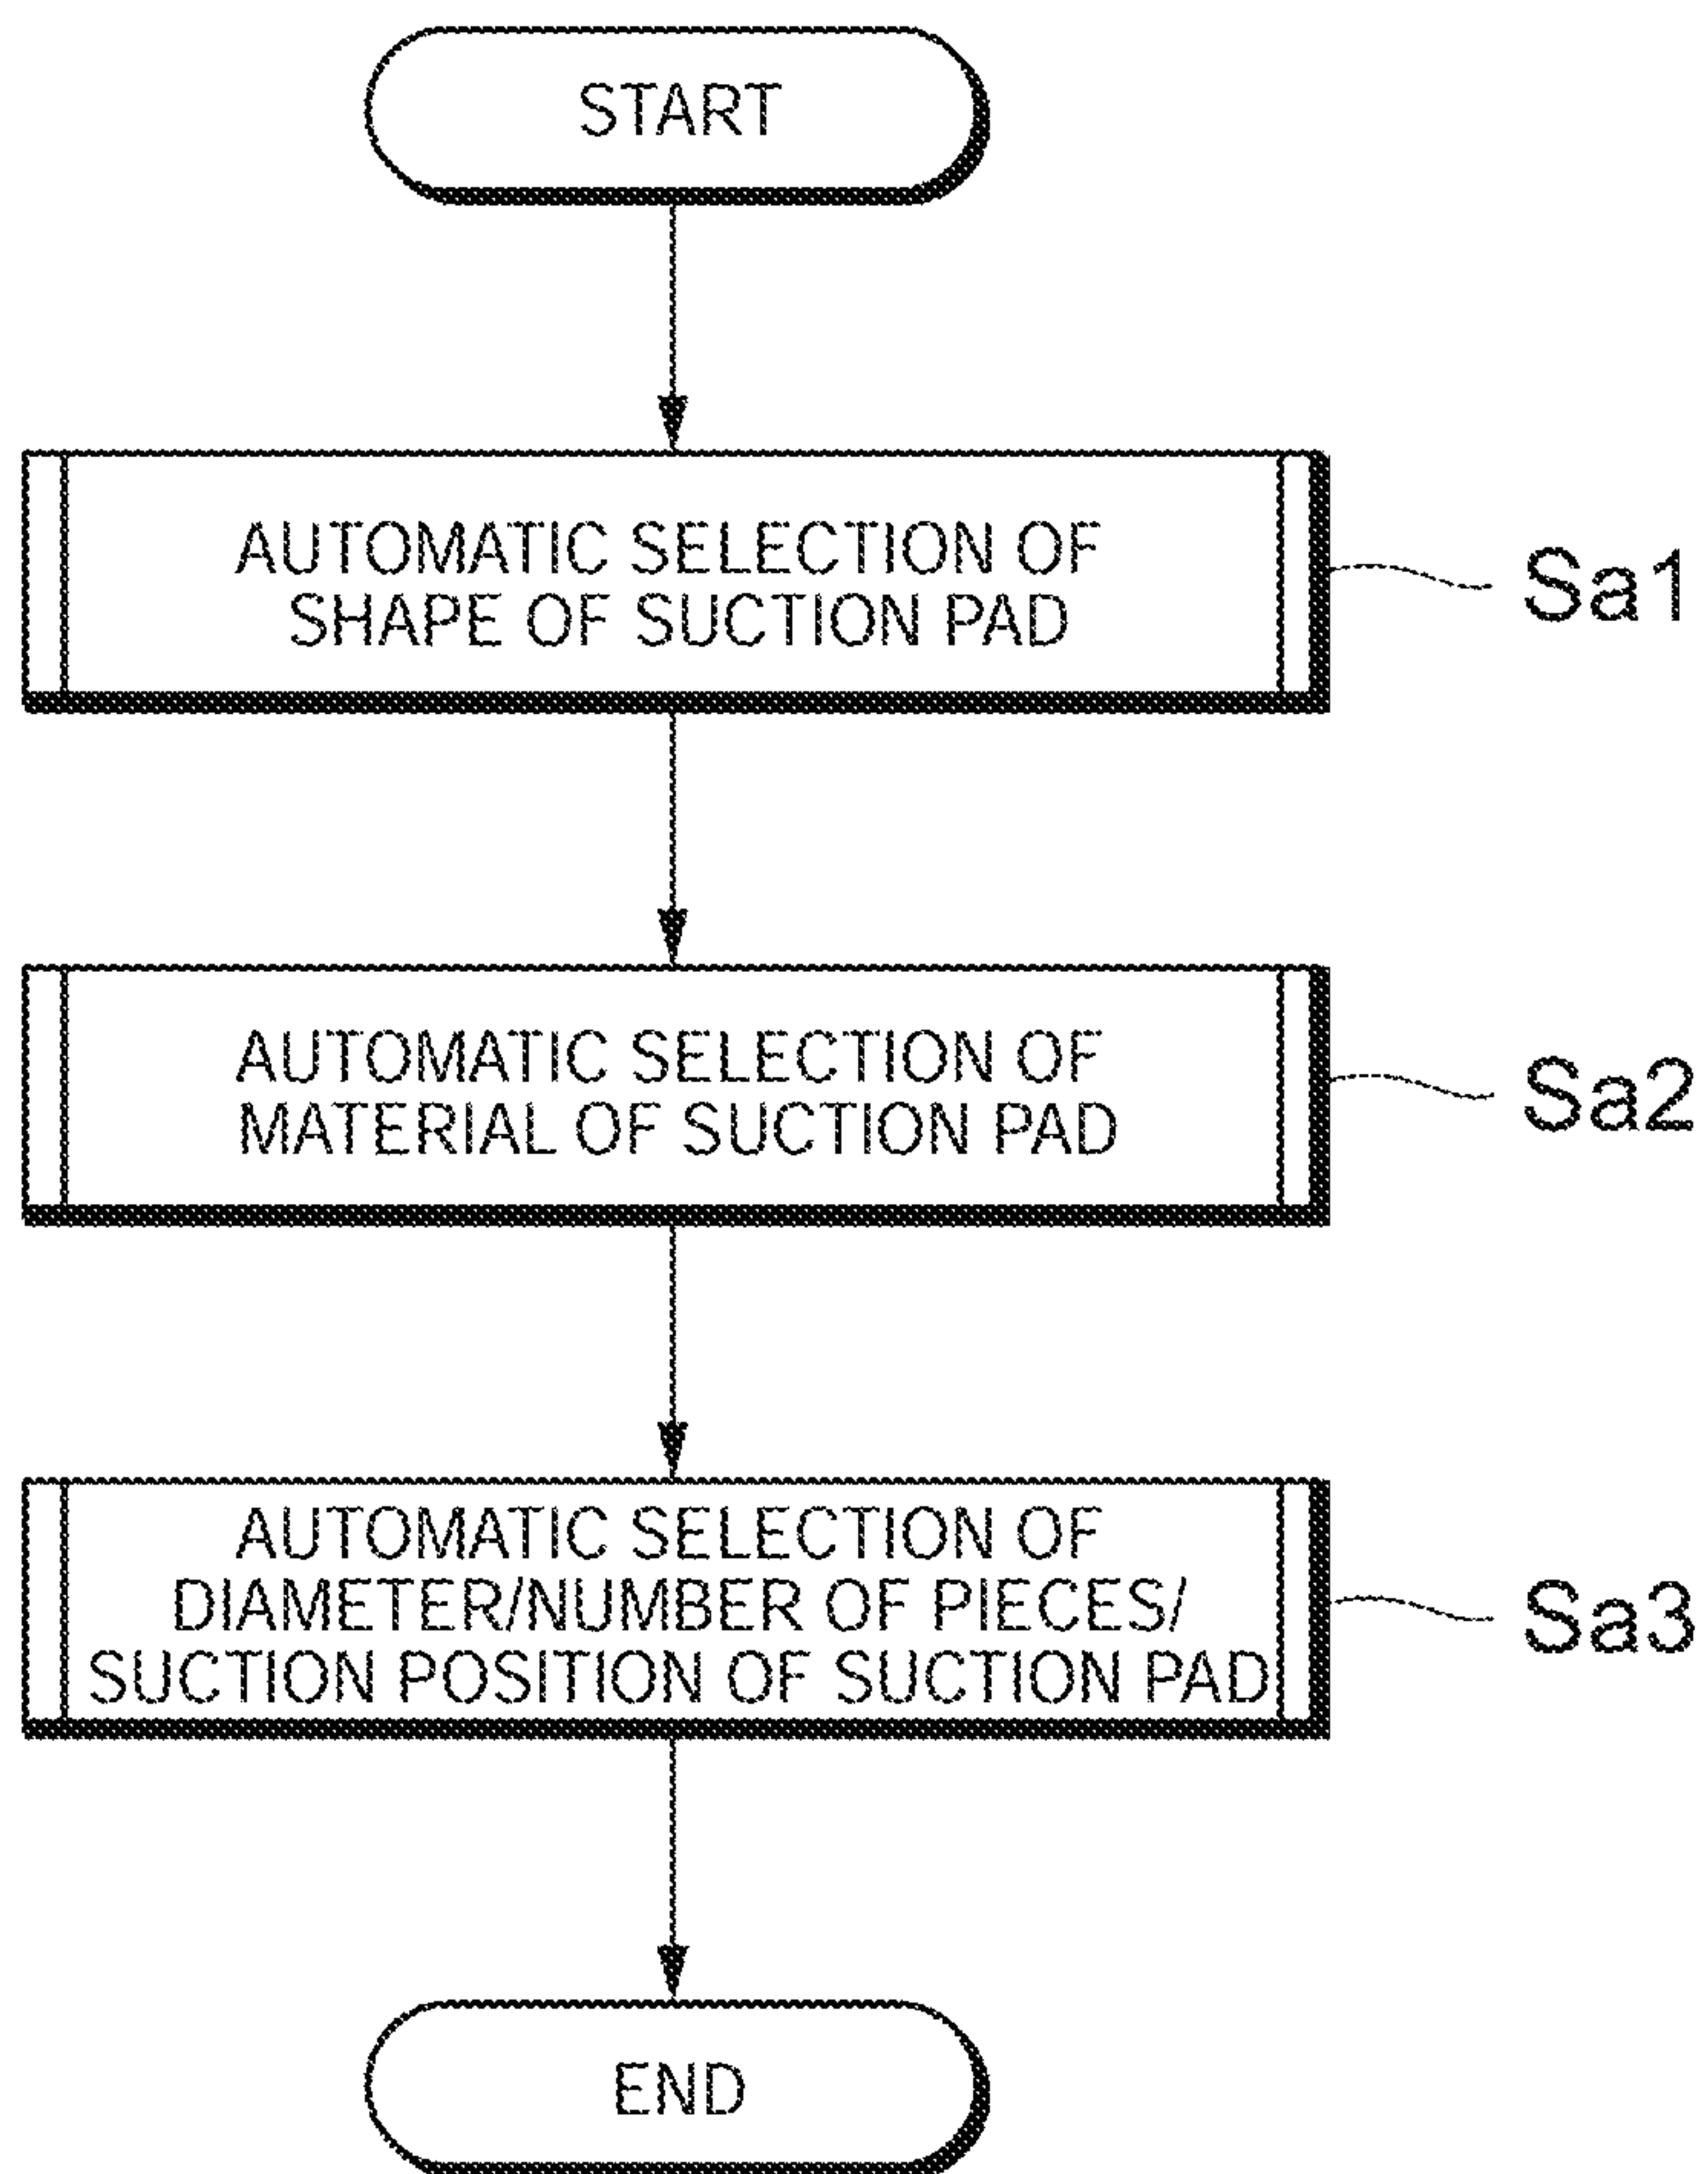 START
AUTOMATIC SELECTION OF
SHAPE OF SUCTION PAD
Sa1
AUTOMATIC SELECTION OF
MATERIAL OF SUCTION PAD
Sa2
AUTOMATIC SELECTION OF
DIAMETER/NUMBER OF PIECES/
SUCTION POSITION OF SUCTION PAD
Sa3
END